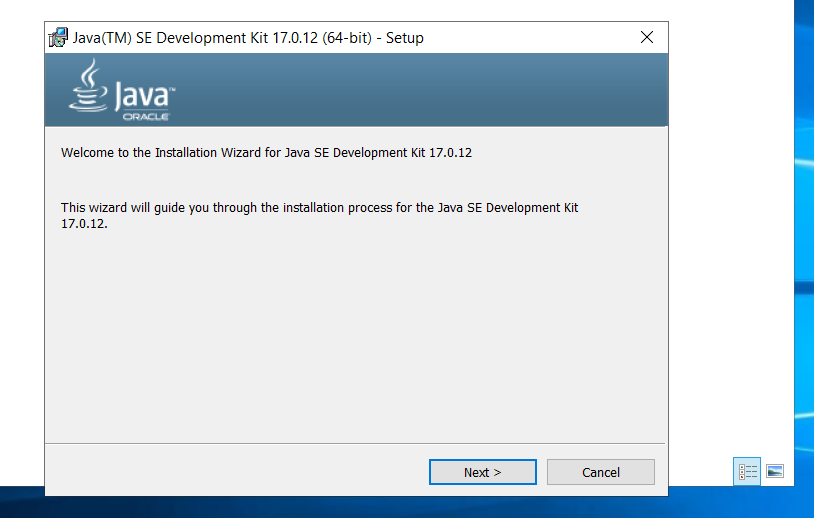 Java(TM) SE Development Kit 17.0.12 (64-bit) - Setup
Java™
ORACLE
Welcome to the Installation Wizard for Java SE Development Kit 17.0.12
This wizard will guide you through the installation process for the Java SE Development Kit
17.0.12.
Next > Cancel